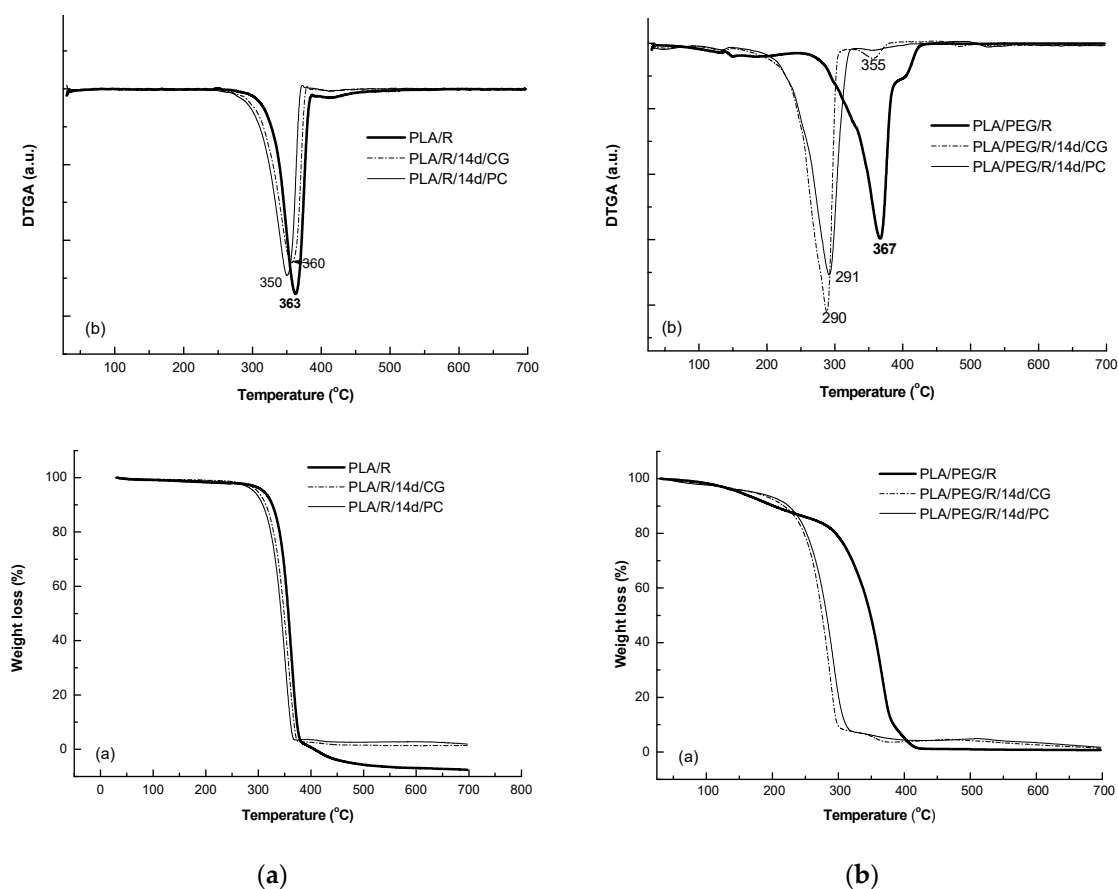 DTGA (a.u.)
PLA/R
PLA/R/14d/CG
PLA/R/14d/PC
350
360
363
(b)
100 200 300 400 500 600 700
Temperature (°C)
DTGA (a.u.)
355
PLA/PEG/R
PLA/PEG/R/14d/CG
PLA/PEG/R/14d/PC
367
291
290
(b)
100 200 300 400 500 600 700
Temperature (°C)
Weight loss (%)
100
80
60
40
20
0
PLA/R
PLA/R/14d/CG
PLA/R/14d/PC
(a)
0 100 200 300 400 500 600 700 800
Temperature (°C)
Weight loss (%)
100
80
60
40
20
0
PLA/PEG/R
PLA/PEG/R/14d/CG
PLA/PEG/R/14d/PC
(a)
100 200 300 400 500 600 700
Temperature (°C)
(a)
(b)